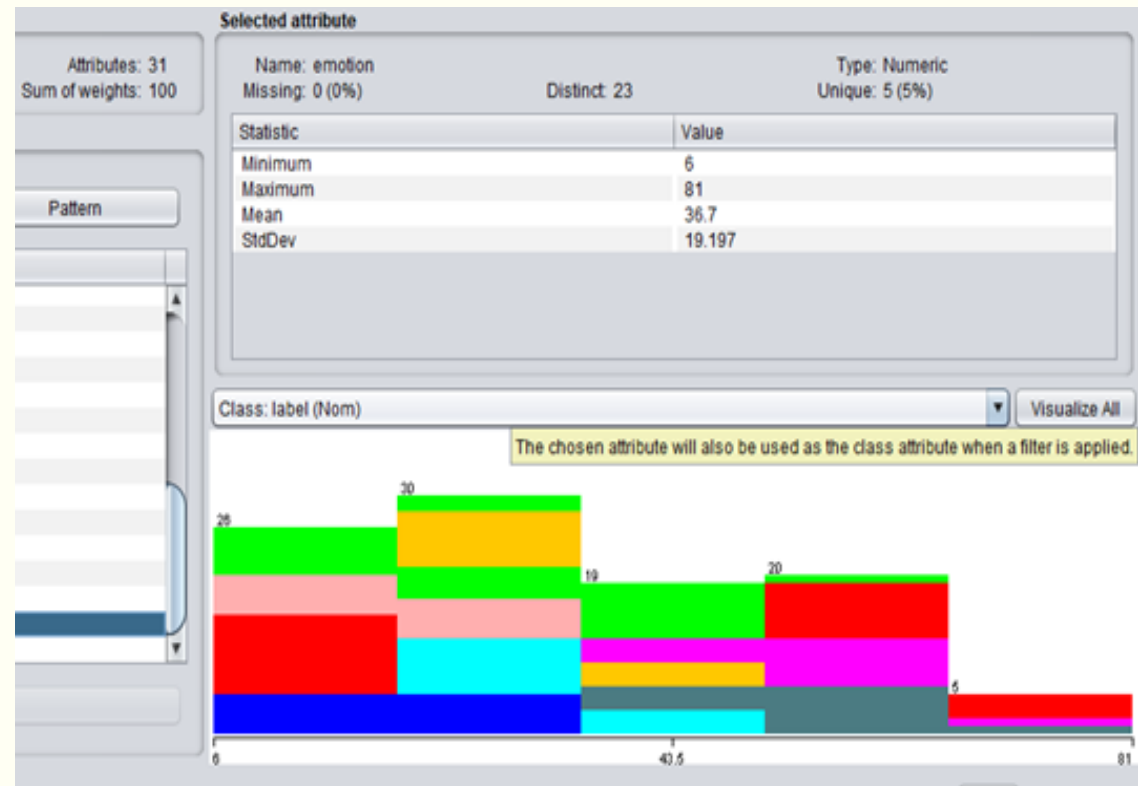 Selected attribute
Attributes: 31
Sum of weights: 100
Name: emotion
Type: Numeric
Missing: 0 (0%)
Distinct: 23
Unique: 5 (5%)
Statistic
Value
Minimum
6
Maximum
81
Mean
36.7
StdDev
19.197
Pattern
Class: label (Nom)
Visualize All
The chosen attribute will also be used as the class attribute when a filter is applied.
26
30
19
20
5
6
43.5
81